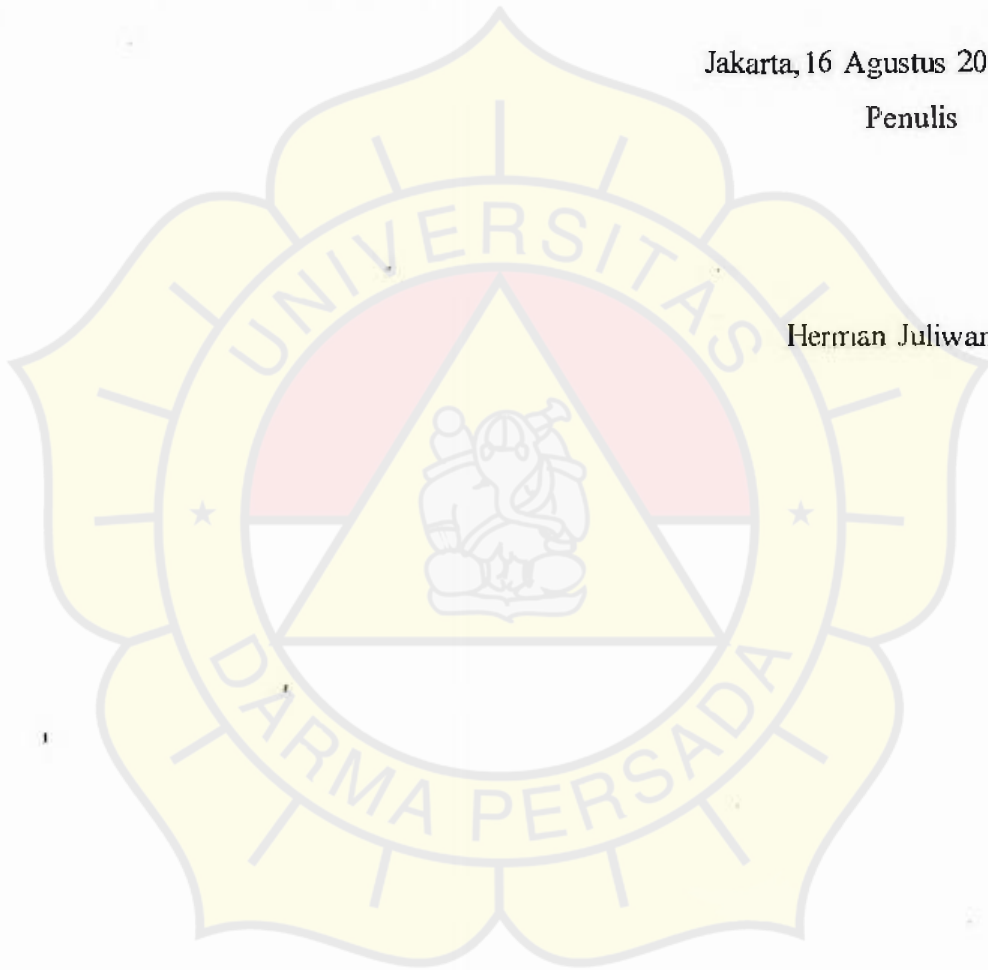 Jakarta, 16 Agustus 20
Penulis
Herman Juliwan
UNIVERSITAS
DARMA PERSADA